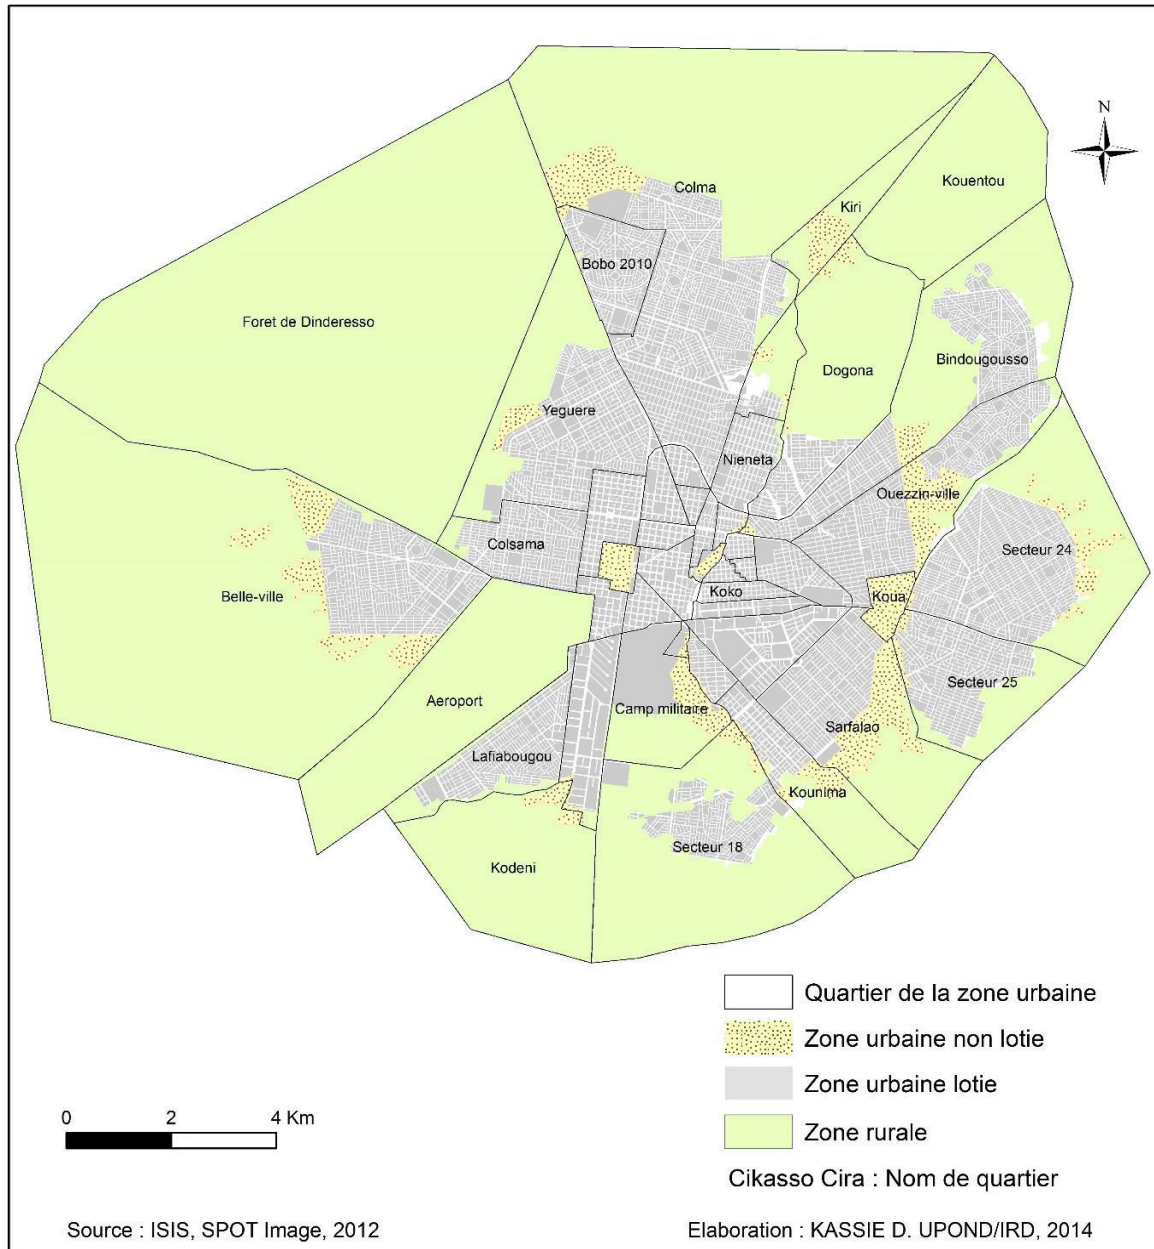 N
Kouentou
Colma
Kiri
Bobo 2010
Foret de Dinderesso
Bindougousso
Dogona
Yeguere
Nieneta
Ouezzin-ville
Colsama
Secteur 24
Belle-ville
Koko
Koua
Secteur 25
Aeroport
Camp militaire
Sarfalao
Lafiabougou
Kounima
Secteur 18
Kodeni
Quartier de la zone urbaine
Zone urbaine non lotie
Zone urbaine lotie
Zone rurale
Cikasso Cira : Nom de quartier
0 2 4 Km
Source : ISIS, SPOT Image, 2012
Elaboration : KASSIE D. UPOND/IRD, 2014